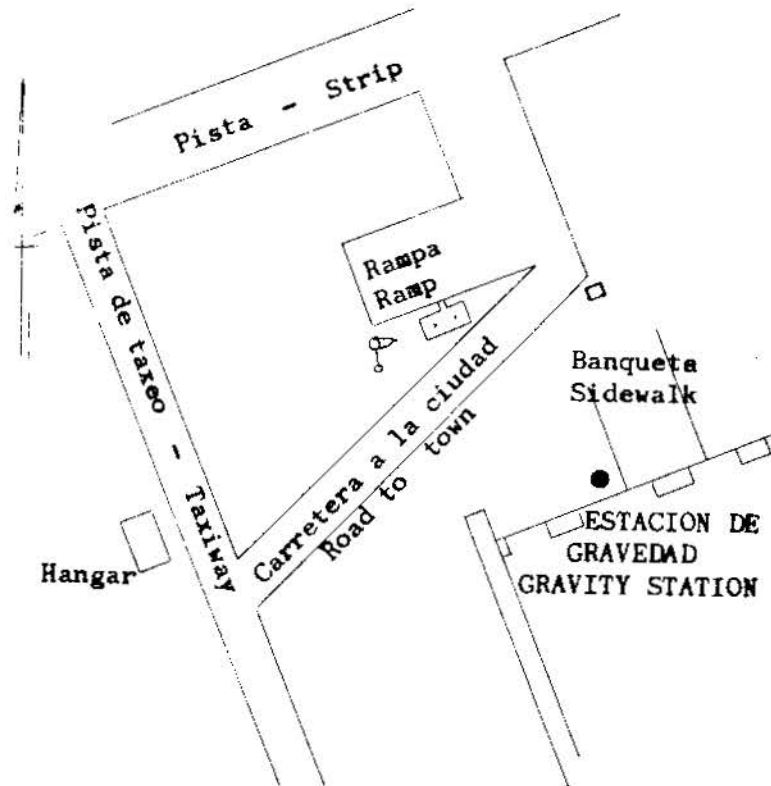 Pista - Strip
Pista de taxeo - Taxiway
Rampa
Ramp
Carretera a la ciudad
Road to town
Banqueta
Sidewalk
Hangar
ESTACION DE
GRAVEDAD
GRAVITY STATION